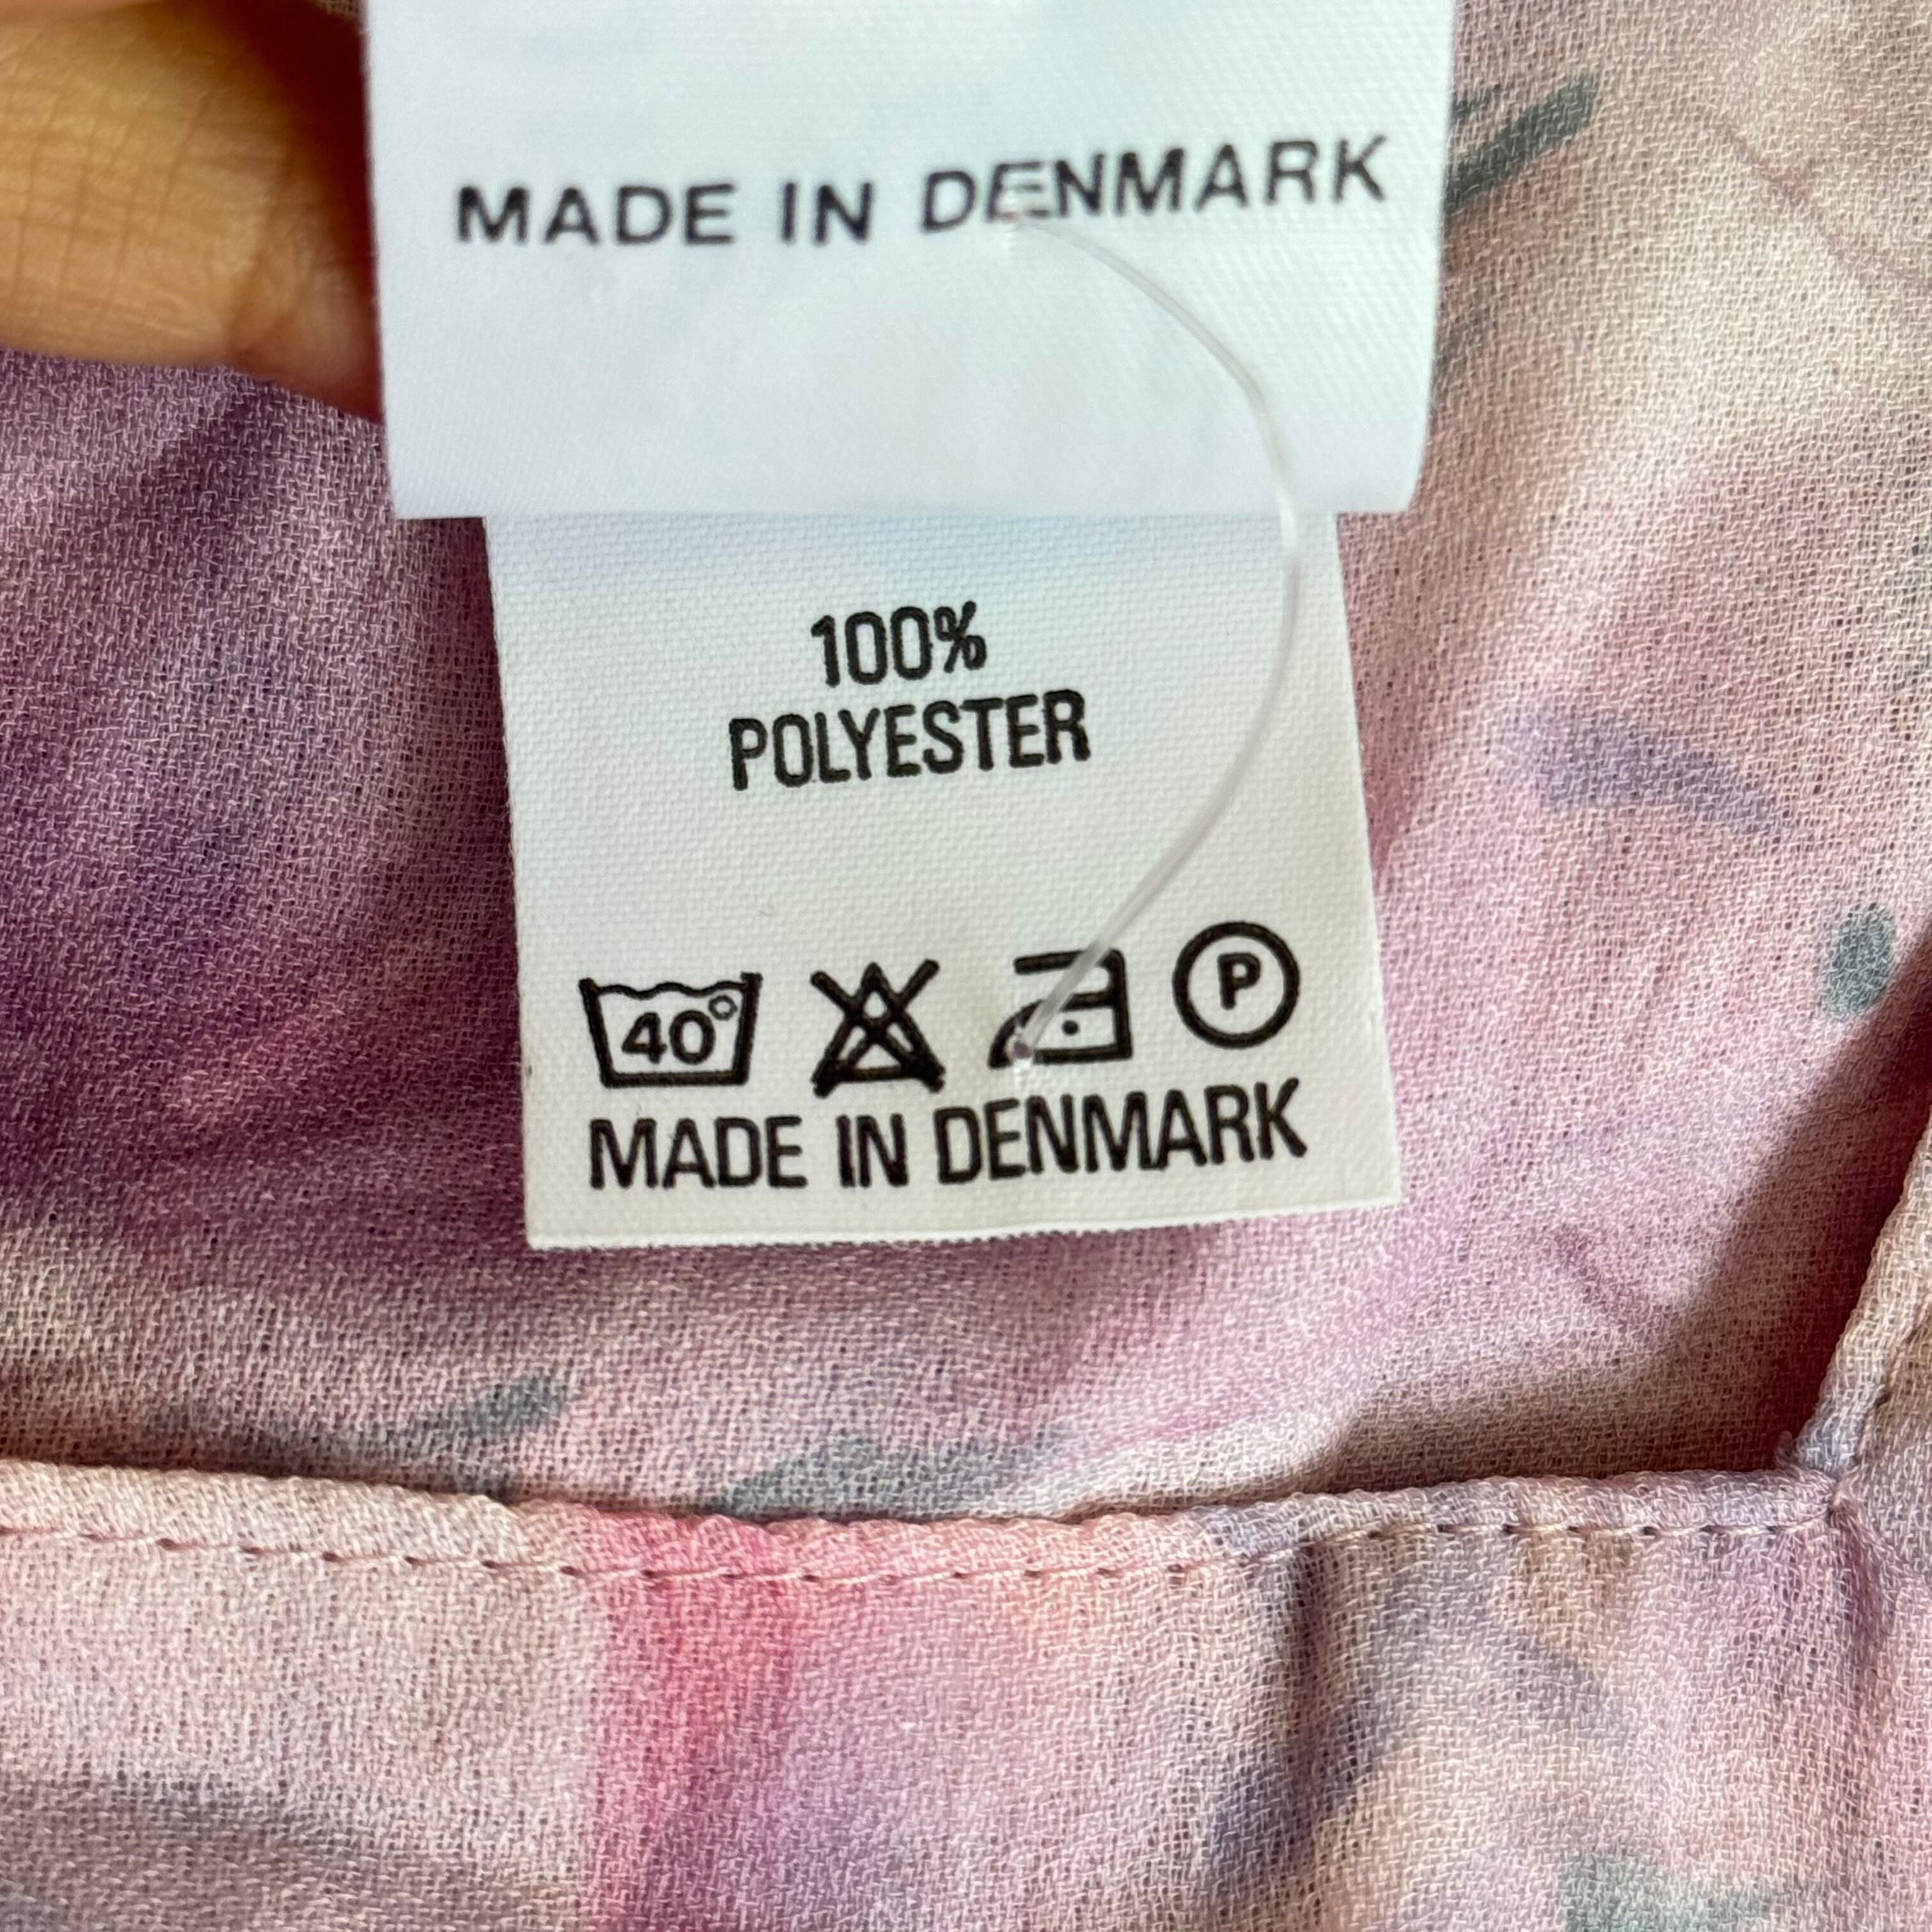 MADE IN DENMARK
100%
POLYESTER
40° P
MADE IN DENMARK